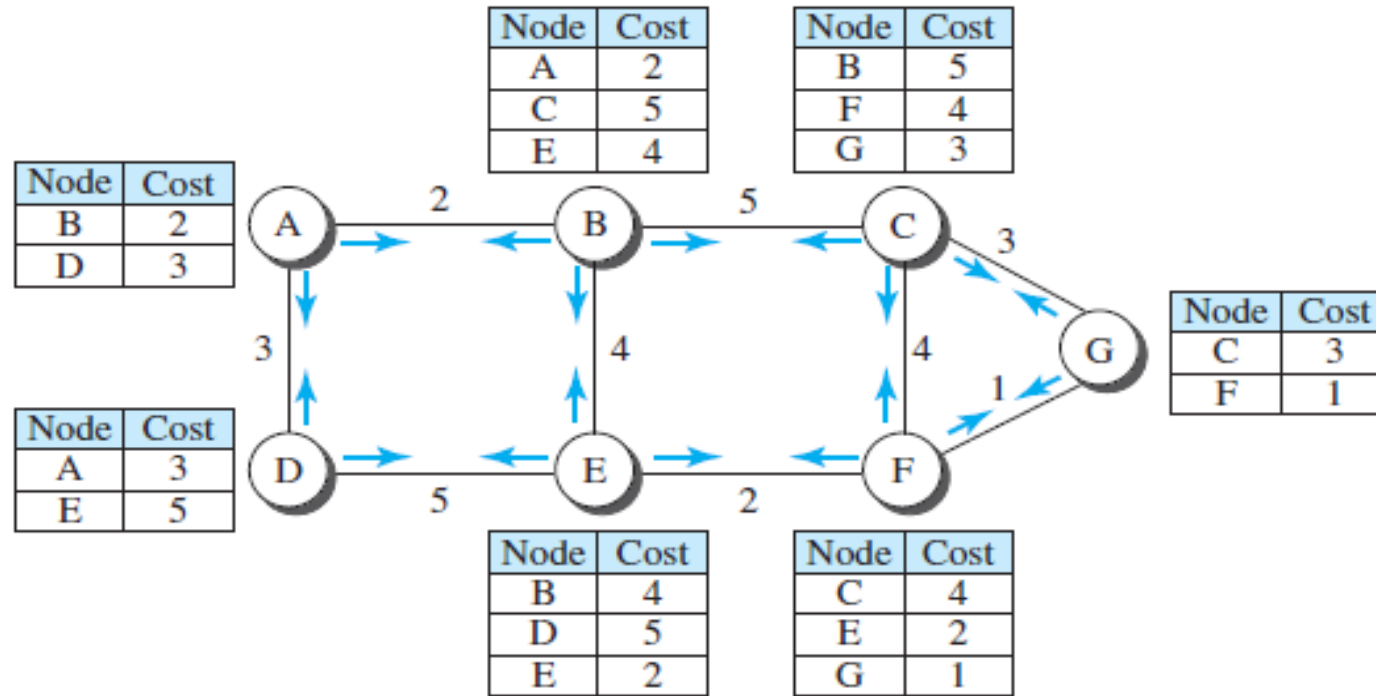 Node Cost
A 2
C 5
E 4
Node Cost
B 5
F 4
G 3
Node Cost
B 2
D 3
A 2 B 5 C
3
3 4 4 G
1
Node Cost
C 3
F 1
Node Cost
A 3
E 5
D 5 E 2 F
Node Cost
B 4
D 5
E 2
Node Cost
C 4
E 2
G 1